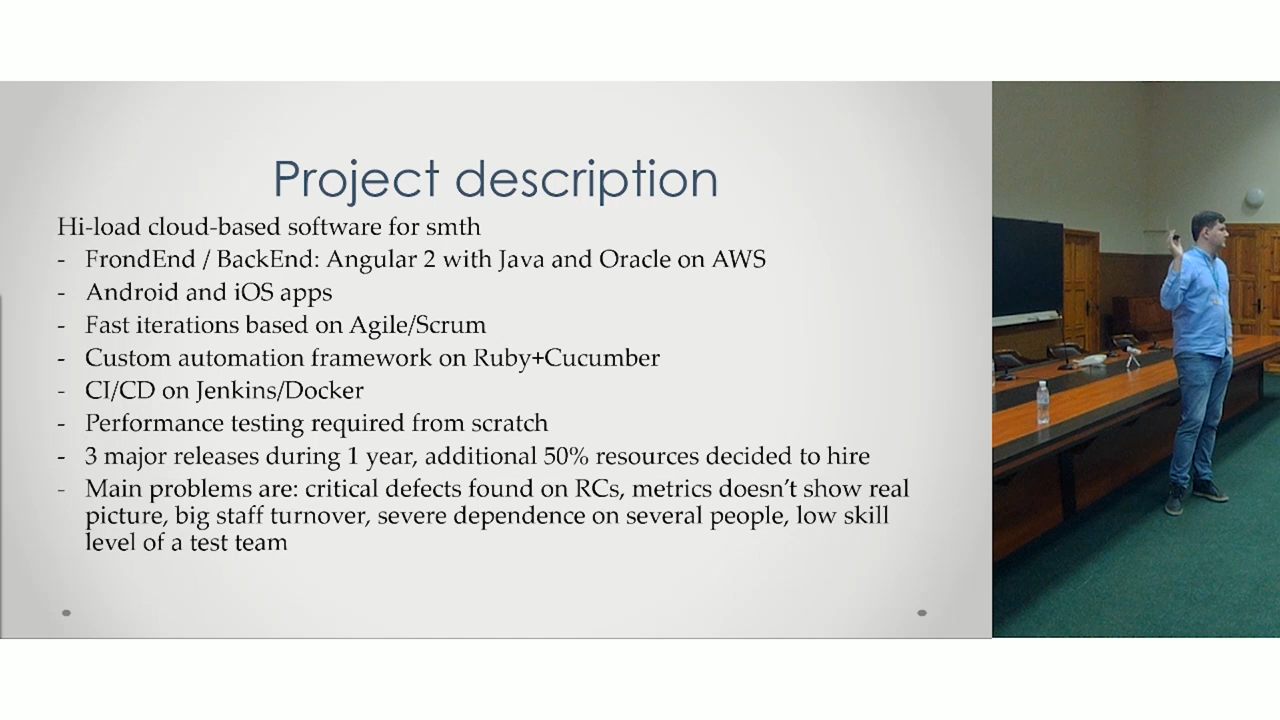 Project description
Hi-load cloud-based software for smth
- FrondEnd / BackEnd: Angular 2 with Java and Oracle on AWS
- Android and iOS apps
- Fast iterations based on Agile/Scrum
- Custom automation framework on Ruby+Cucumber
- CI/CD on Jenkins/Docker
- Performance testing required from scratch
- 3 major releases during 1 year, additional 50% resources decided to hire
- Main problems are: critical defects found on RCs, metrics doesn't show real
picture, big staff turnover, severe dependence on several people, low skill
level of a test team